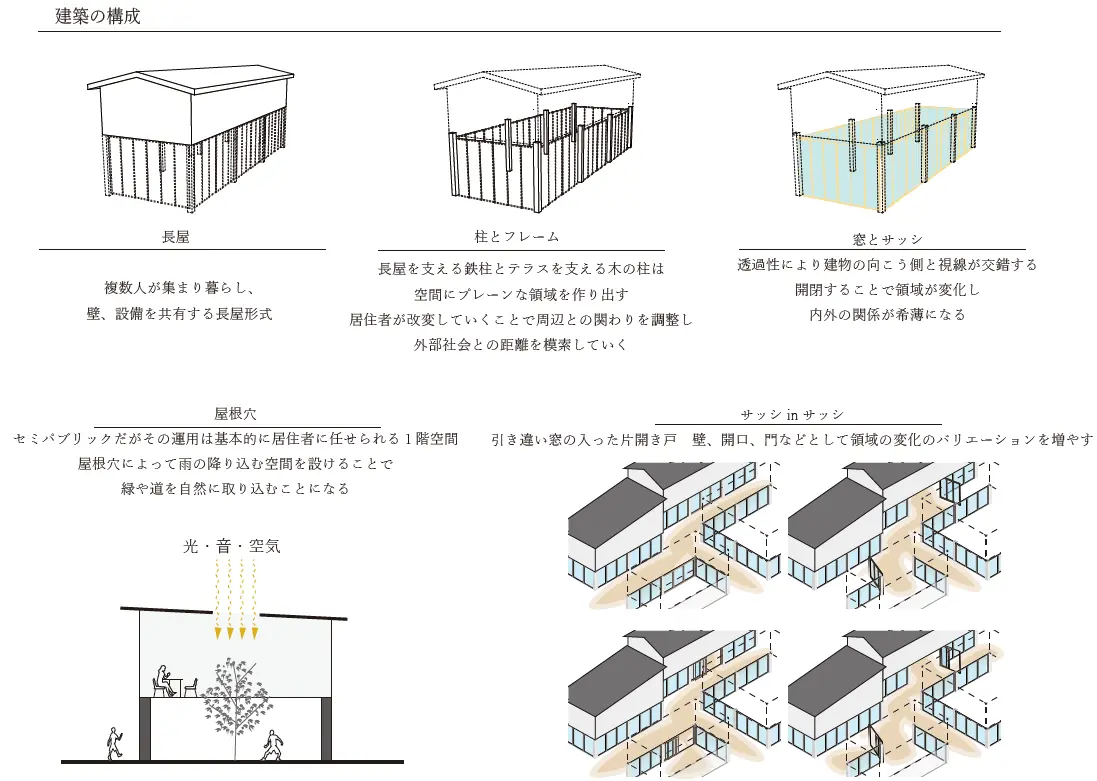 建築の構成
長屋
複数人が集まり暮らし、
壁、設備を共有する長屋形式
柱とフレーム
長屋を支える鉄柱とテラスを支える木の柱は
空間にプレーンな領域を作り出す
居住者が改変していくことで周辺との関わりを調整し
外部社会との距離を模索していく
窓とサッシ
透過性により建物の向こう側と視線が交錯する
開閉することで領域が変化し
内外の関係が希薄になる
屋根穴
セミパブリックだがその運用は基本的に居住者に任せられる1階空間
屋根穴によって雨の降り込む空間を設けることで
緑や道を自然に取り込むことになる
光・音・空気
サッシ in サッシ
引き違い窓の入った片開き戸　壁、開口、門などとして領域の変化のバリエーションを増やす